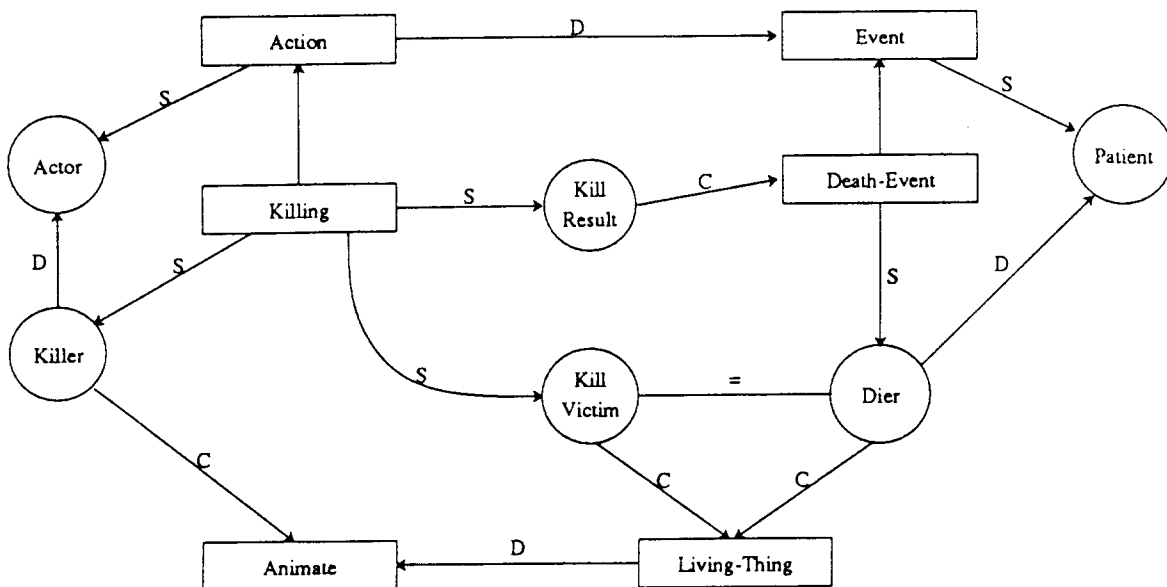 Action
D
Event
S
S
Actor
Patient
Killing
S
Kill
Result
C
Death-Event
D
S
S
D
Killer
S
Kill
Victim
=
Dier
C
C
C
Animate
D
Living-Thing